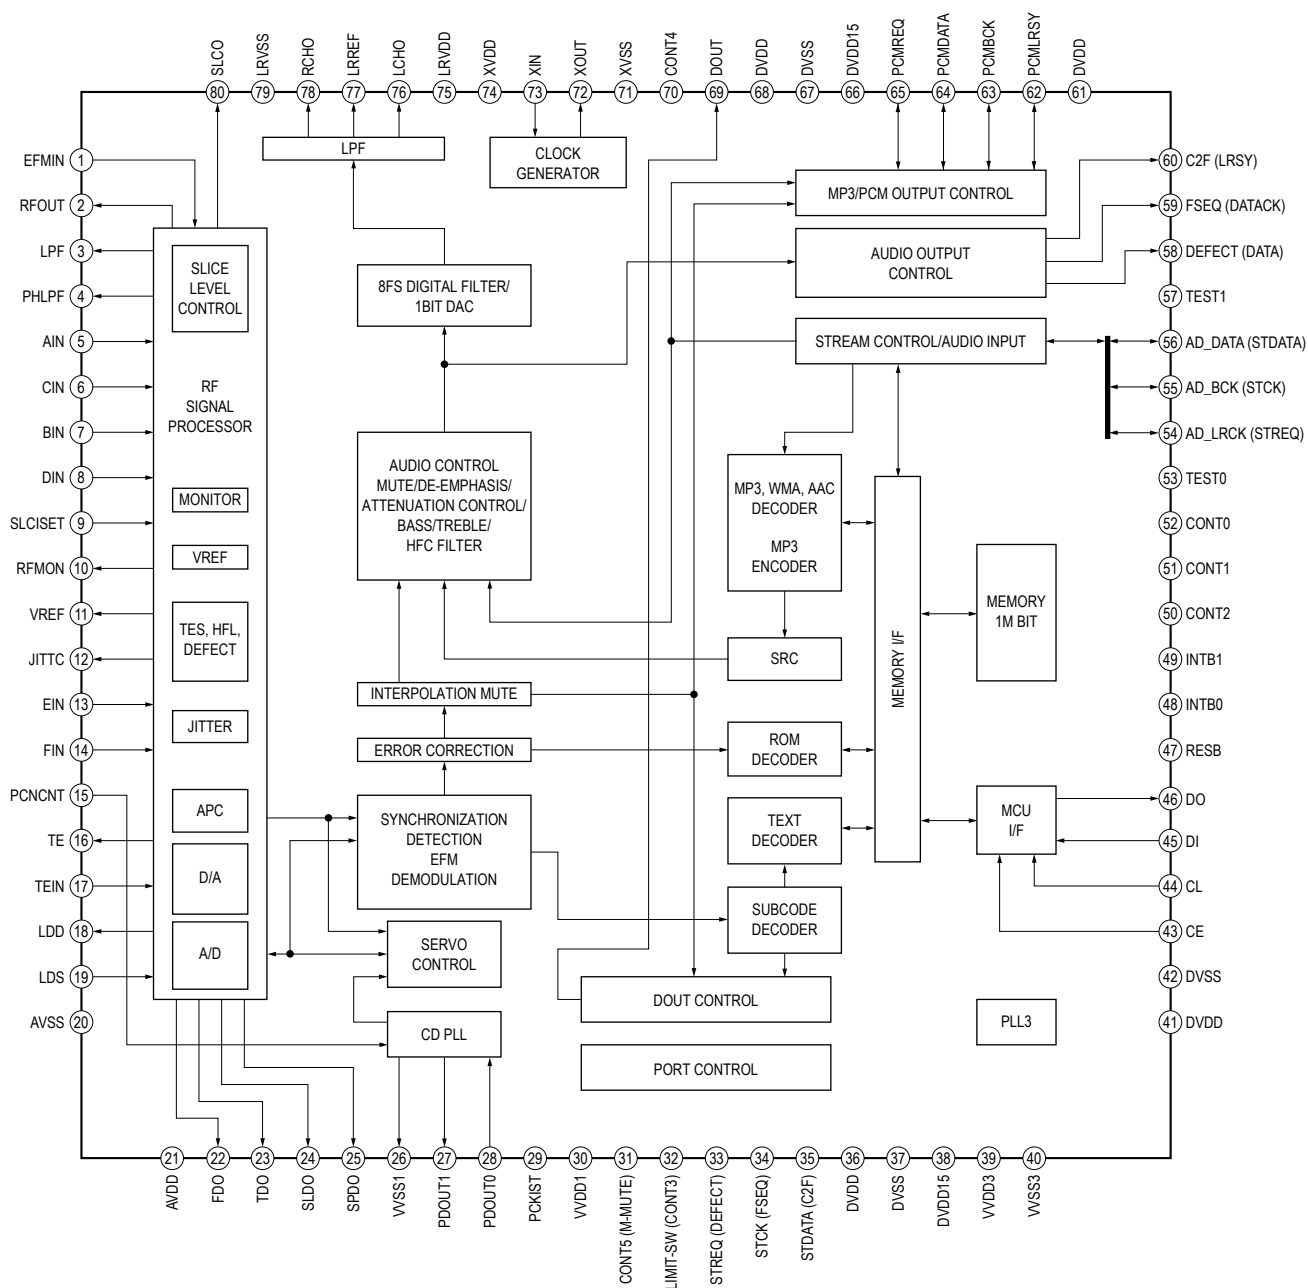 SLCO
LRVSS
RCHO
LRREF
LCHO
LRVDD
XVDD
XIN
XOUT
XVSS
CONT4
DOUT
DVDD
DVSS
DVDD15
PCMREQ
PCMDATA
PCMBCK
PCMLRSY
DVDD
80
79
78
77
76
75
74
73
72
71
70
69
68
67
66
65
64
63
62
61
EFMIN 1
RFOUT 2
LPF 3
PHLPF 4
AIN 5
CIN 6
BIN 7
DIN 8
SLCISET 9
RFMON 10
VREF 11
JITTC 12
EIN 13
FIN 14
PCNCNT 15
TE 16
TEIN 17
LDD 18
LDS 19
AVSS 20
SLICE
LEVEL
CONTROL
RF
SIGNAL
PROCESSOR
MONITOR
VREF
TES, HFL,
DEFECT
JITTER
APC
D/A
A/D
LPF
CLOCK
GENERATOR
8FS DIGITAL FILTER/
1BIT DAC
AUDIO CONTROL
MUTE/DE-EMPHASIS/
ATTENUATION CONTROL/
BASS/TREBLE/
HFC FILTER
INTERPOLATION MUTE
ERROR CORRECTION
SYNCHRONIZATION
DETECTION
EFM
DEMODULATION
SERVO
CONTROL
CD PLL
MP3/PCM OUTPUT CONTROL
AUDIO OUTPUT
CONTROL
STREAM CONTROL/AUDIO INPUT
MP3, WMA, AAC
DECODER
MP3
ENCODER
SRC
ROM
DECODER
TEXT
DECODER
SUBCODE
DECODER
DOUT CONTROL
PORT CONTROL
MEMORY I/F
MEMORY
1M BIT
MCU
I/F
PLL3
60 C2F (LRSY)
59 FSEQ (DATACK)
58 DEFECT (DATA)
57 TEST1
56 AD_DATA (STDATA)
55 AD_BCK (STCK)
54 AD_LRCK (STREQ)
53 TEST0
52 CONT0
51 CONT1
50 CONT2
49 INTB1
48 INTB0
47 RESB
46 DO
45 DI
44 CL
43 CE
42 DVSS
41 DVDD
21
22
23
24
25
26
27
28
29
30
31
32
33
34
35
36
37
38
39
40
AVDD
FDO
TDO
SLDO
SPDO
VVSS1
PDOUT1
PDOUT0
PCKIST
VVDD1
CONT5 (M-MUTE)
LIMIT-SW (CONT3)
STREQ (DEFECT)
STCK (FSEQ)
STDATA (C2F)
DVDD
DVSS
DVDD15
VVDD3
VVSS3